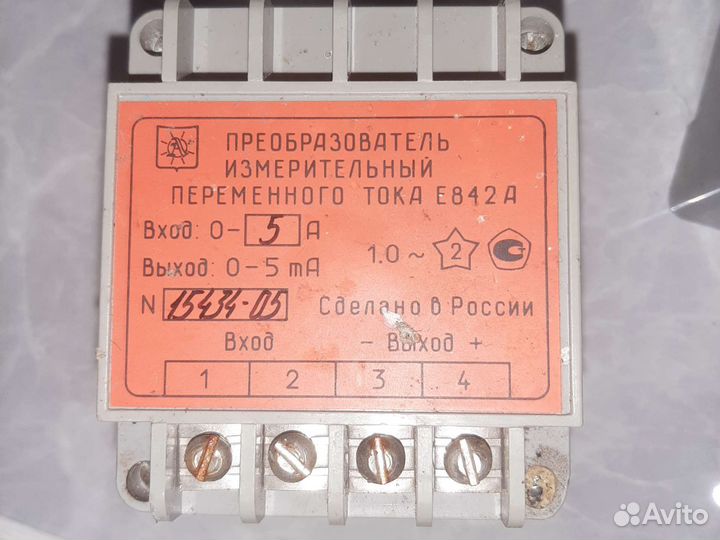 ПРЕОБРАЗОВАТЕЛЬ
ИЗМЕРИТЕЛЬНЫЙ
ПЕРЕМЕННОГО ТОКА Е842А
Вход: 0-5 А
Выход: 0-5 mA 1.0 ~ 2
N 15434-05 Сделано в России
Вход - Выход +
1 2 3 4
Avito